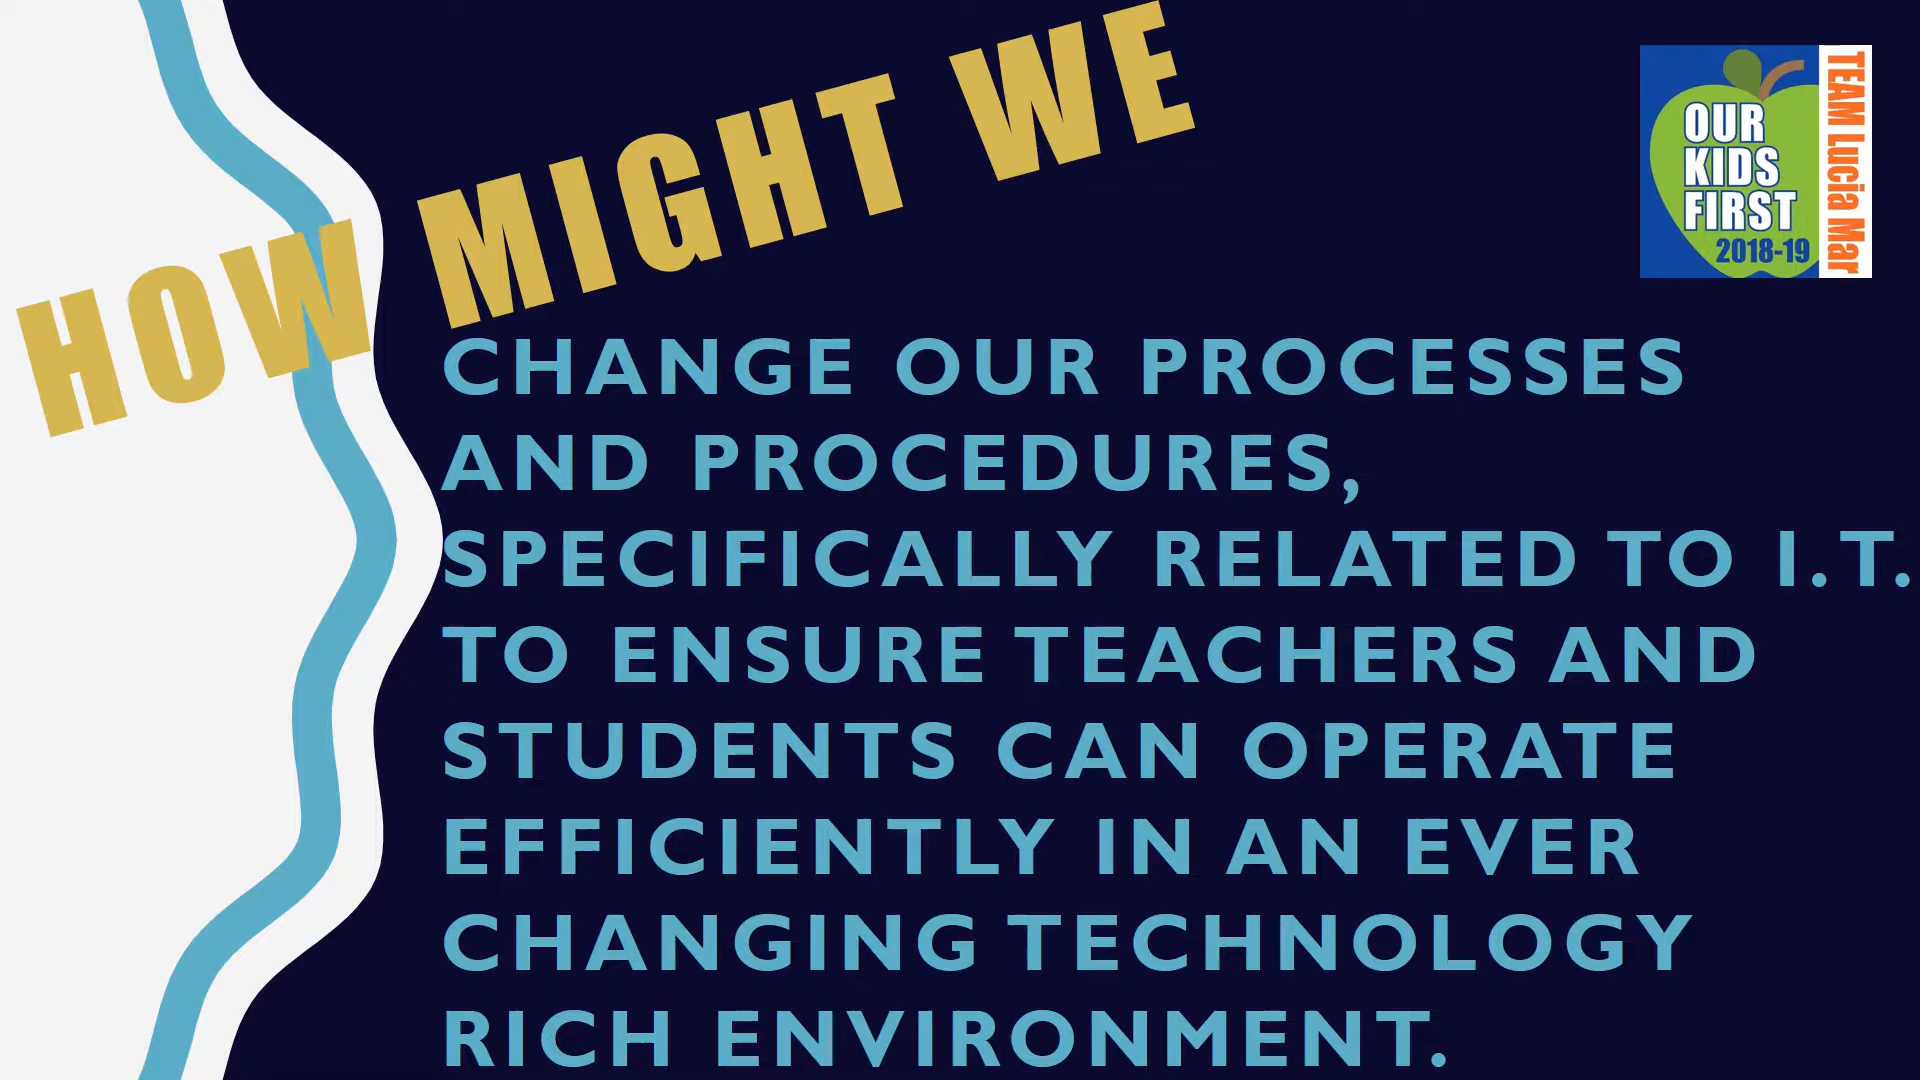 HOW MIGHT WE
CHANGE OUR PROCESSES
AND PROCEDURES,
SPECIFICALLY RELATED TO I.T.
TO ENSURE TEACHERS AND
STUDENTS CAN OPERATE
EFFICIENTLY IN AN EVER
CHANGING TECHNOLOGY
RICH ENVIRONMENT.
OUR
KIDS
FIRST
2018-19
TEAM Lucia Mar